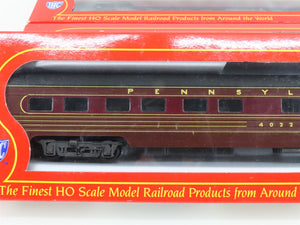 The Finest HO Scale Model Railroad Products from Around the World
PENNSYL
4032
The Finest HO Scale Model Railroad Products from Around